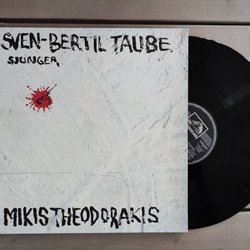 SVEN-BERTIL TAUBE
SJUNGER
MIKIS THEODORAKIS